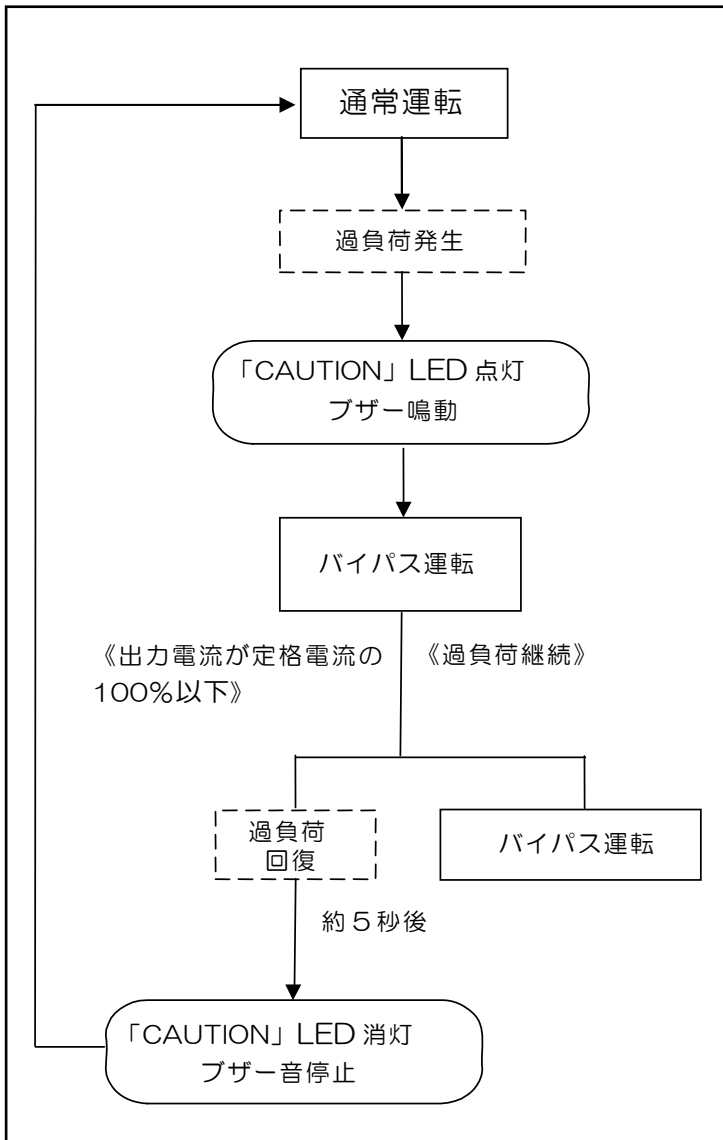 通常運転
過負荷発生
「CAUTION」LED 点灯
ブザー鳴動
バイパス運転
《出力電流が定格電流の
100%以下》
《過負荷継続》
過負荷
回復
バイパス運転
約5秒後
「CAUTION」LED 消灯
ブザー音停止